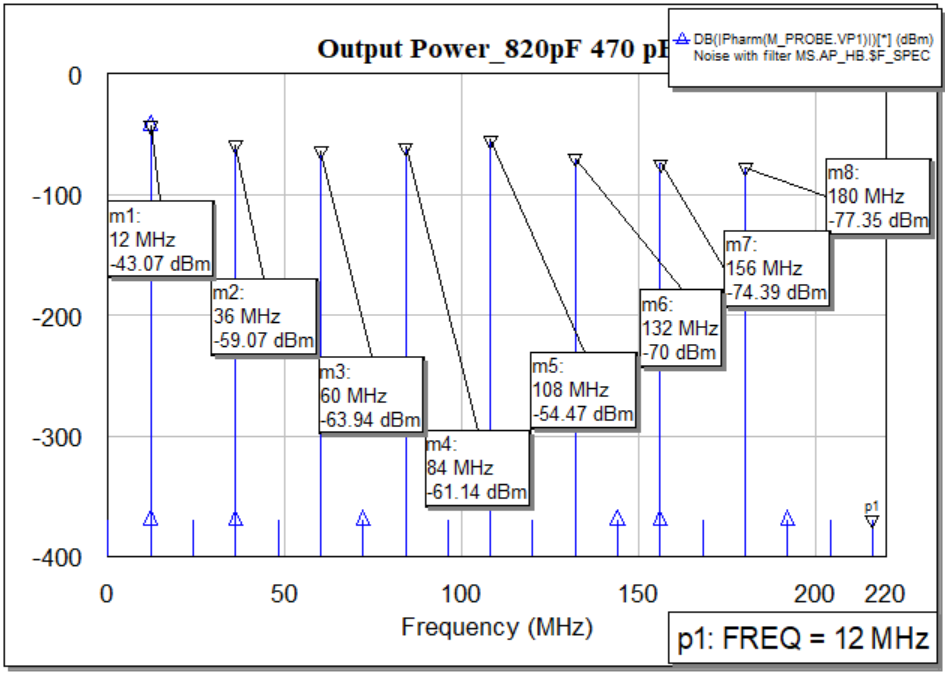 Output Power_820pF 470 p
DB(|Pharm(M_PROBE.VP1)|)[*] (dBm)
Noise with filter MS.AP_HB.$F_SPEC
0
-100
-200
-300
-400
m1:
12 MHz
-43.07 dBm
m2:
36 MHz
-59.07 dBm
m3:
60 MHz
-63.94 dBm
m4:
84 MHz
-61.14 dBm
m5:
108 MHz
-54.47 dBm
m6:
132 MHz
-70 dBm
m7:
156 MHz
-74.39 dBm
m8:
180 MHz
-77.35 dBm
p1
0
50
100
150
200
220
Frequency (MHz)
p1: FREQ = 12 MHz